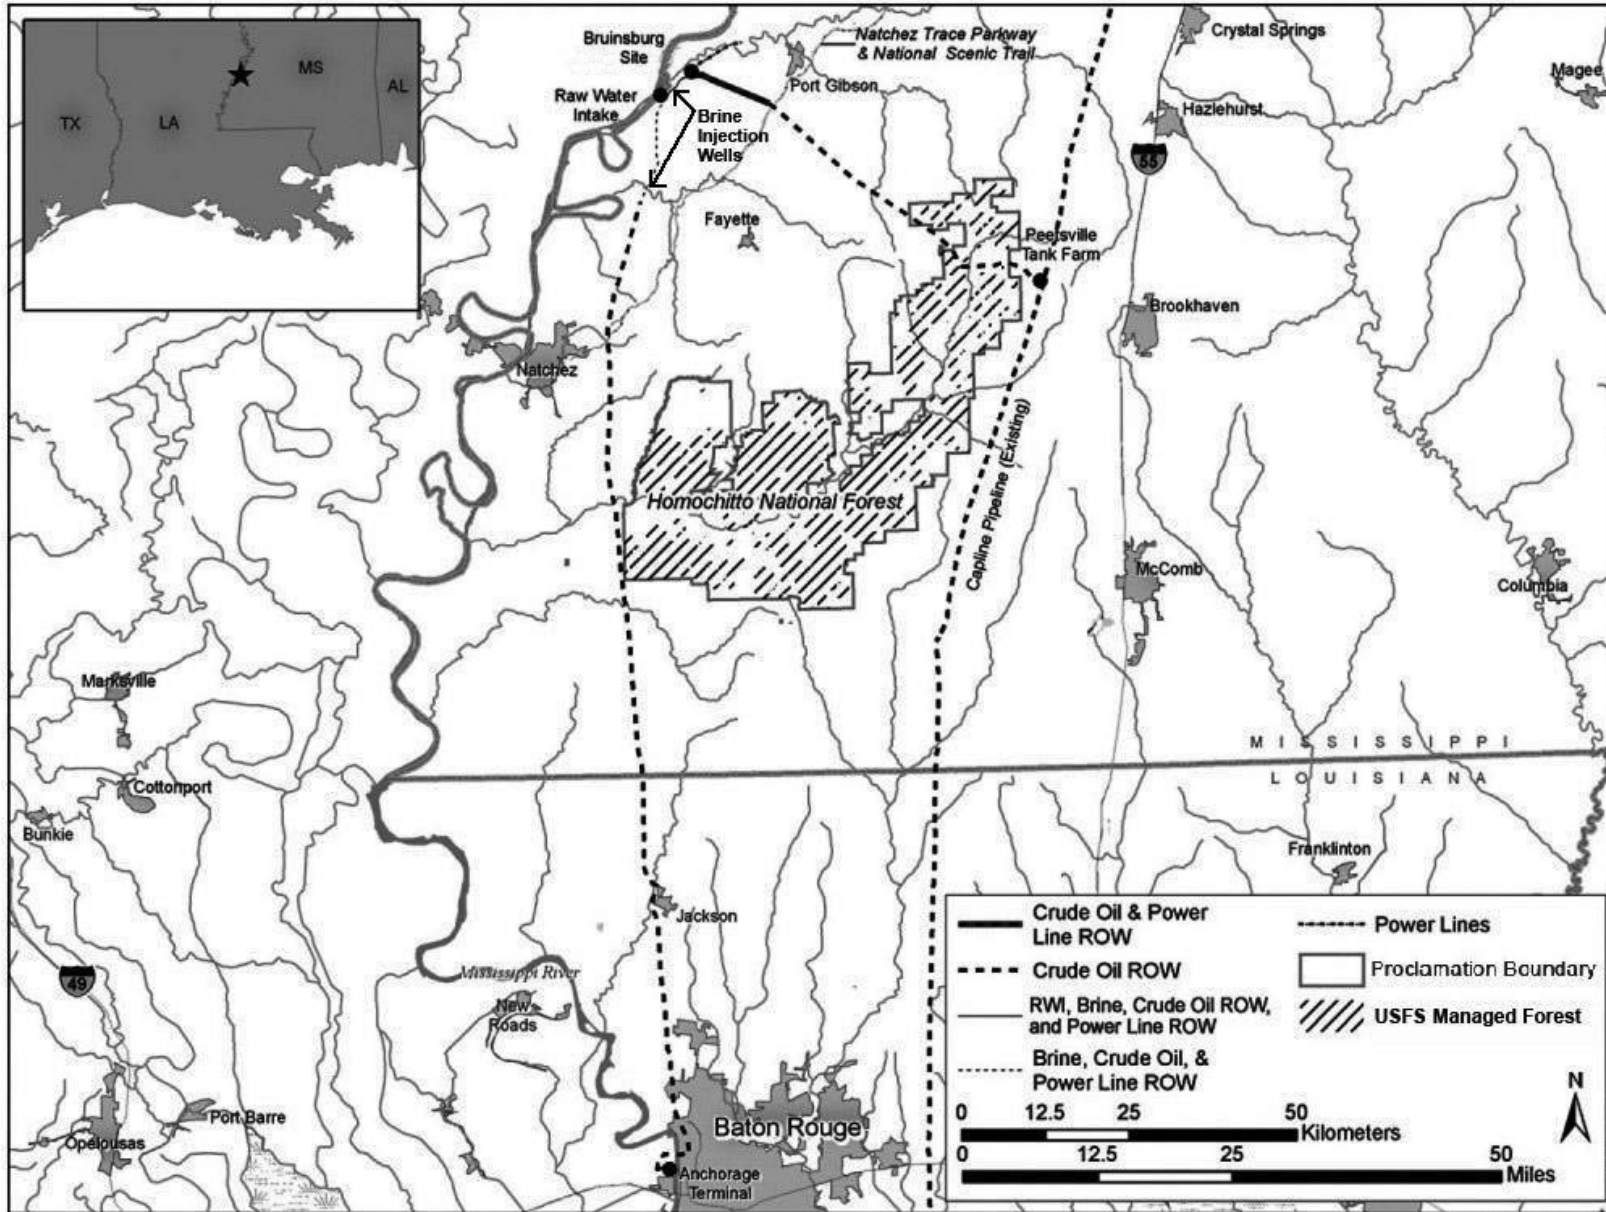 TX
LA
MS
AL
Bruinsburg
Site
Natchez Trace Parkway
& National Scenic Trail
Crystal Springs
Magee
Raw Water
Intake
Port Gibson
Brine
Injection
Wells
Hazlehurst
55
Fayette
Peetsville
Tank Farm
Brookhaven
Natchez
Homochitto National Forest
Capline Pipeline (Existing)
McComb
Columbia
Marksville
MISSISSIPPI
LOUISIANA
Cottonport
Bunkie
Franklinton
Jackson
Mississippi River
49
New
Roads
Port Barre
Opelousas
Baton Rouge
Anchorage
Terminal
Crude Oil & Power
Line ROW
Crude Oil ROW
RWI, Brine, Crude Oil ROW,
and Power Line ROW
Brine, Crude Oil, &
Power Line ROW
Power Lines
Proclamation Boundary
USFS Managed Forest
N
0 12.5 25 50
Kilometers
0 12.5 25 50
Miles